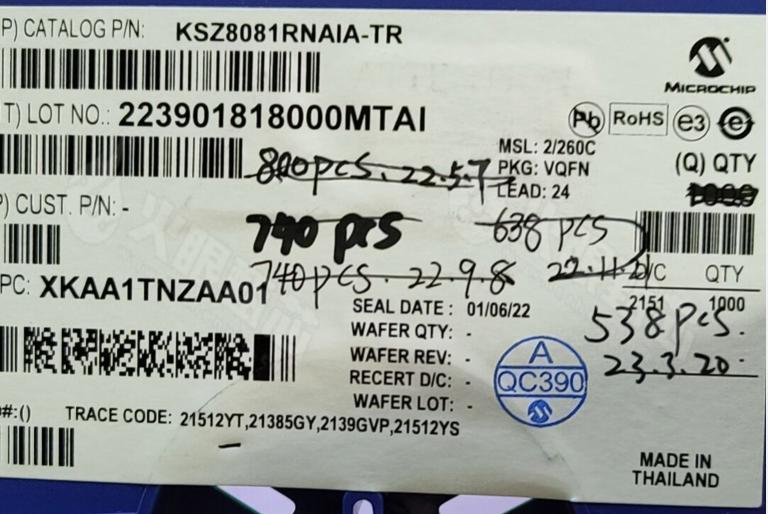 P) CATALOG P/N: KSZ8081RNAIA-TR
MICROCHIP
T) LOT NO.: 223901818000MTAI
Pb RoHS e3 e
MSL: 2/260C
PKG: VQFN
LEAD: 24
(Q) QTY
1000
800pcs. 22.5.7
) CUST. P/N: -
740 pcs
638 pcs
740pcs. 22.9.8
22.11.21
D/C QTY
2151 1000
PC: XKAA1TNZAA01
538pcs.
23.3.20.
SEAL DATE : 01/06/22
WAFER QTY: -
WAFER REV: -
RECERT D/C: -
WAFER LOT: -
A
QC390
#:() TRACE CODE: 21512YT,21385GY,2139GVP,21512YS
MADE IN
THAILAND